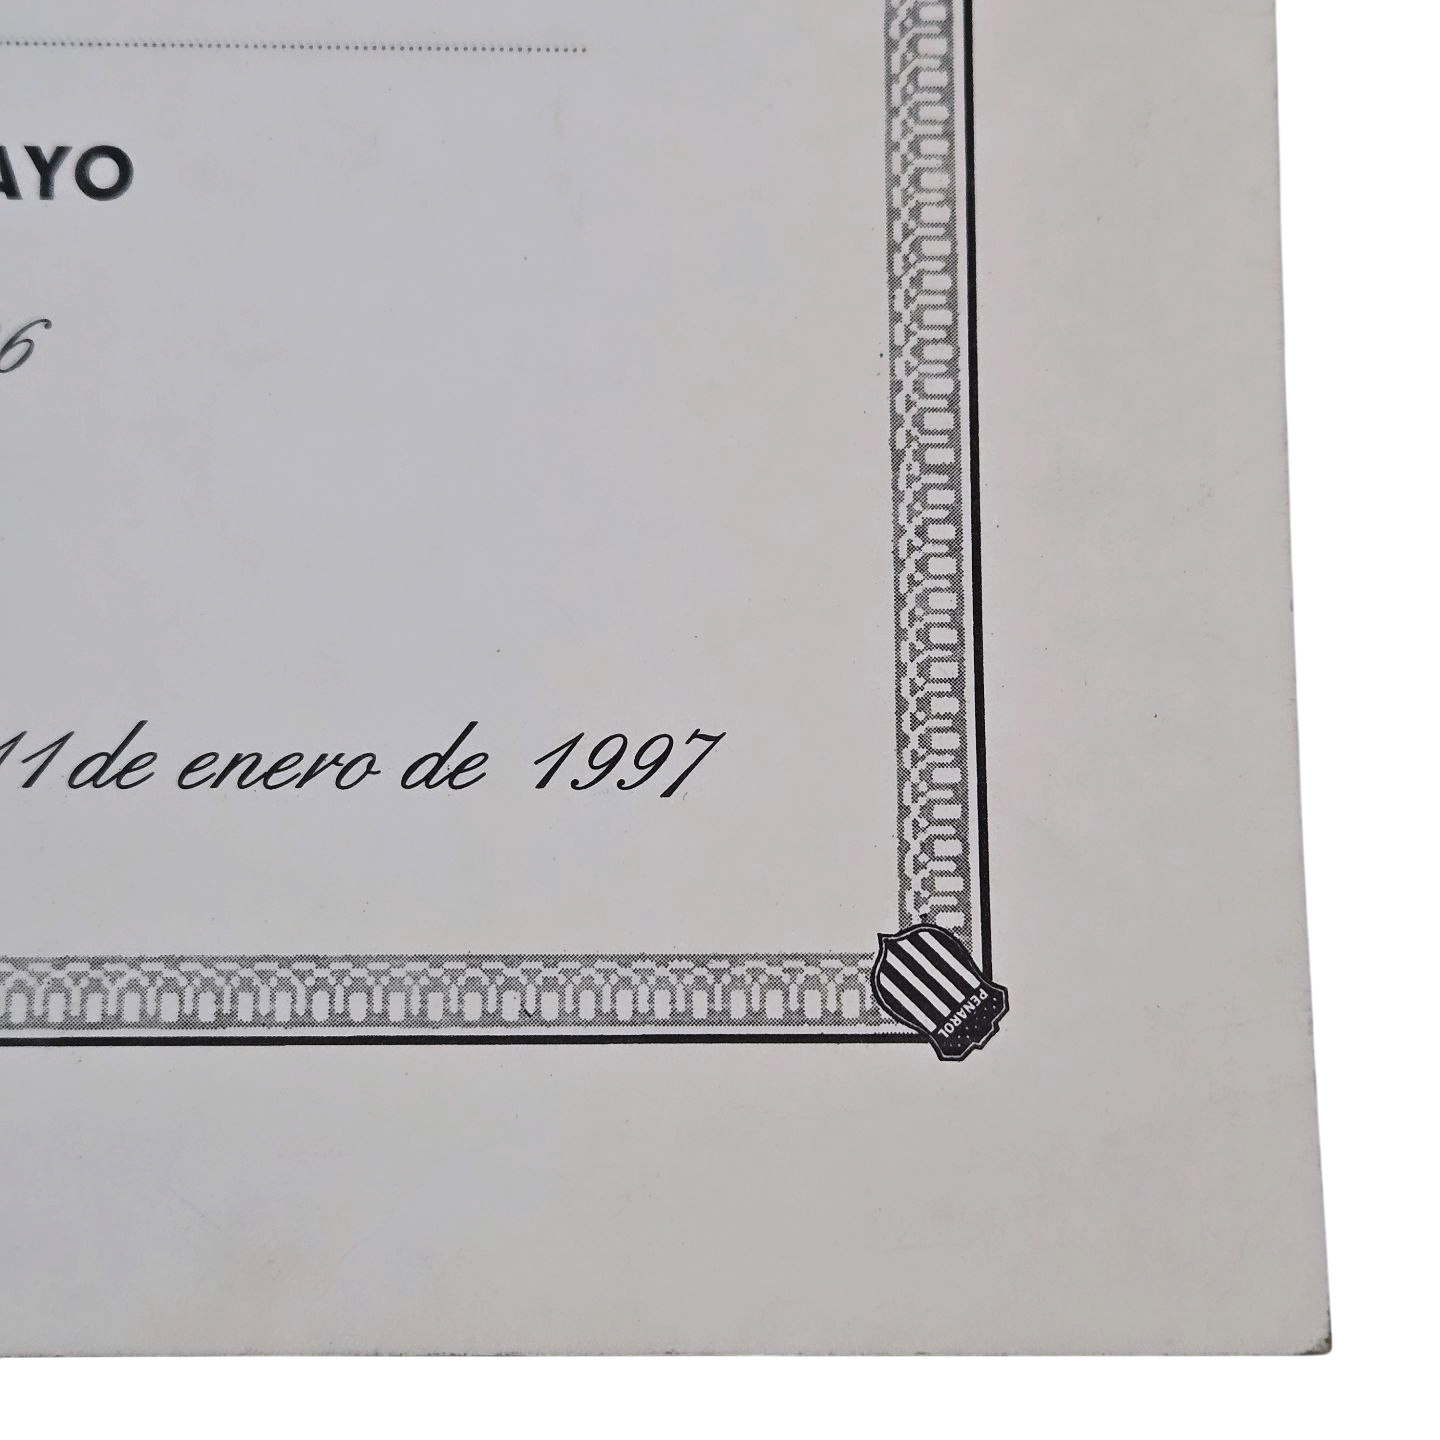 AYO
6
11 de enero de 1997
PEÑAROL